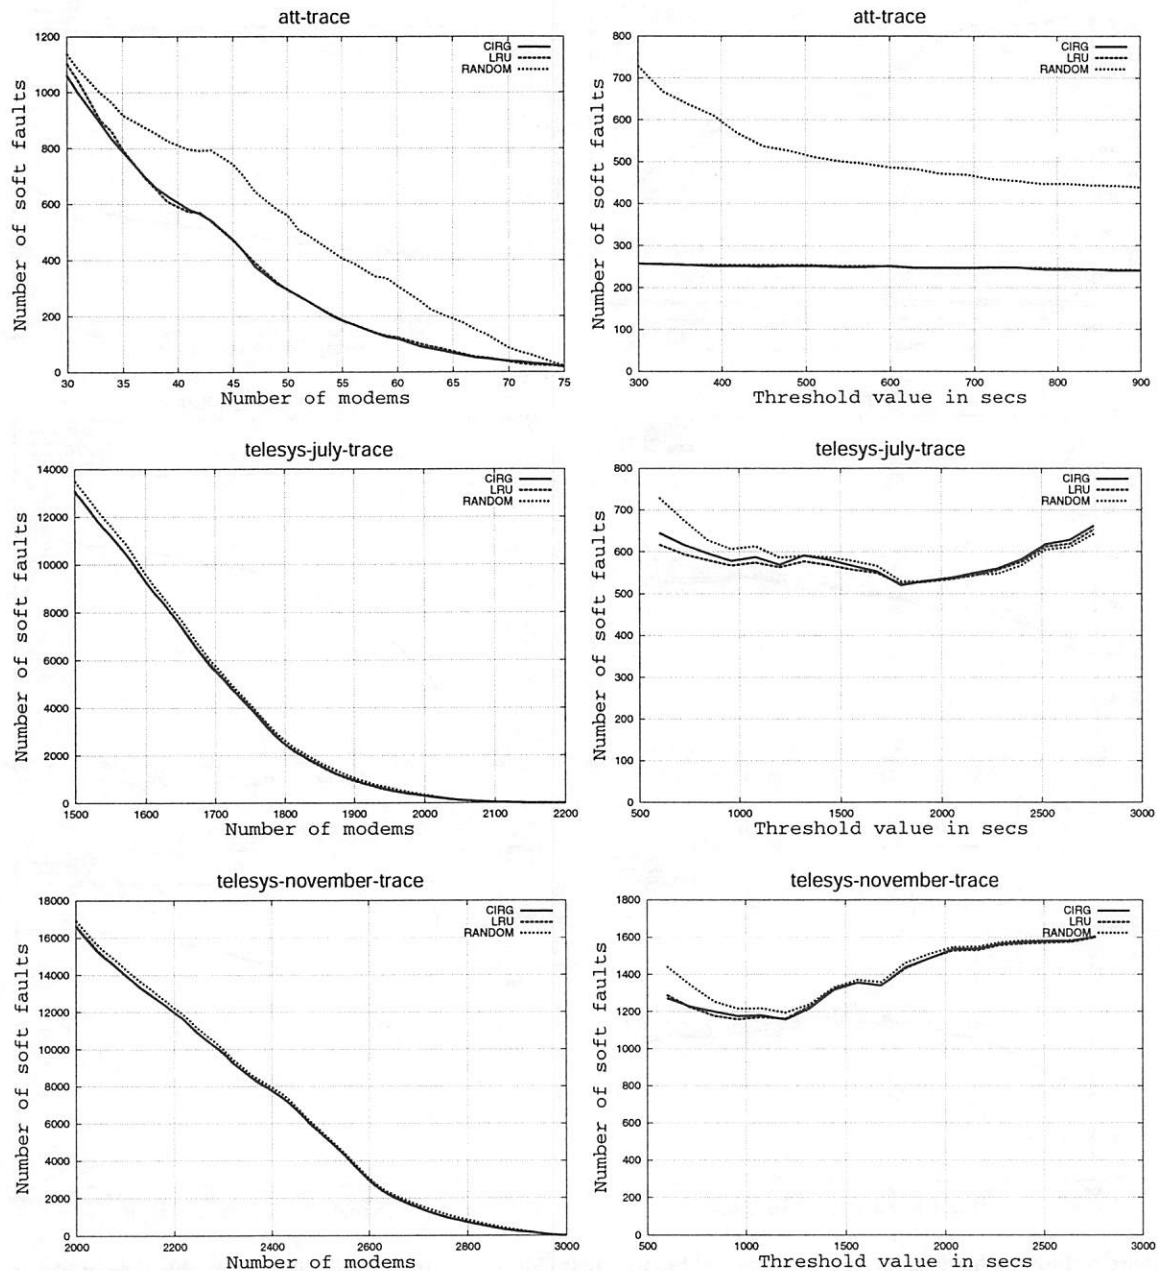 att-trace
Number of soft faults
1200
1000
800
600
400
200
0
CIRG
LRU
RANDOM
30 35 40 45 50 55 60 65 70 75
Number of modems
att-trace
Number of soft faults
800
700
600
500
400
300
200
100
0
CIRG
LRU
RANDOM
300 400 500 600 700 800 900
Threshold value in secs
telesys-july-trace
Number of soft faults
14000
12000
10000
8000
6000
4000
2000
0
CIRG
LRU
RANDOM
1500 1600 1700 1800 1900 2000 2100 2200
Number of modems
telesys-july-trace
Number of soft faults
800
700
600
500
400
300
200
100
0
CIRG
LRU
RANDOM
500 1000 1500 2000 2500 3000
Threshold value in secs
telesys-november-trace
Number of soft faults
18000
16000
14000
12000
10000
8000
6000
4000
2000
0
CIRG
LRU
RANDOM
2000 2200 2400 2600 2800 3000
Number of modems
telesys-november-trace
Number of soft faults
1800
1600
1400
1200
1000
800
600
400
200
0
CIRG
LRU
RANDOM
500 1000 1500 2000 2500 3000
Threshold value in secs